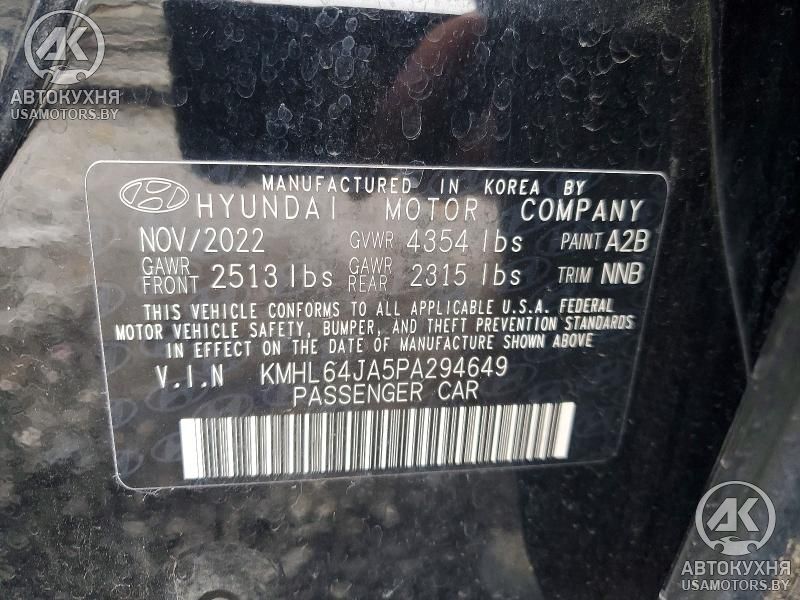 AK
АВТОКУХНЯ
USAMOTORS.BY
MANUFACTURED IN KOREA BY
HYUNDAI MOTOR COMPANY
NOV/2022 GVWR 4354 lbs PAINT A2B
GAWR FRONT 2513 lbs GAWR REAR 2315 lbs TRIM NNB
THIS VEHICLE CONFORMS TO ALL APPLICABLE U.S.A. FEDERAL
MOTOR VEHICLE SAFETY, BUMPER, AND THEFT PREVENTION STANDARDS
IN EFFECT ON THE DATE OF MANUFACTURE SHOWN ABOVE.
V.I.N KMHL64JA5PA294649
PASSENGER CAR
AK
АВТОКУХНЯ
USAMOTORS.BY